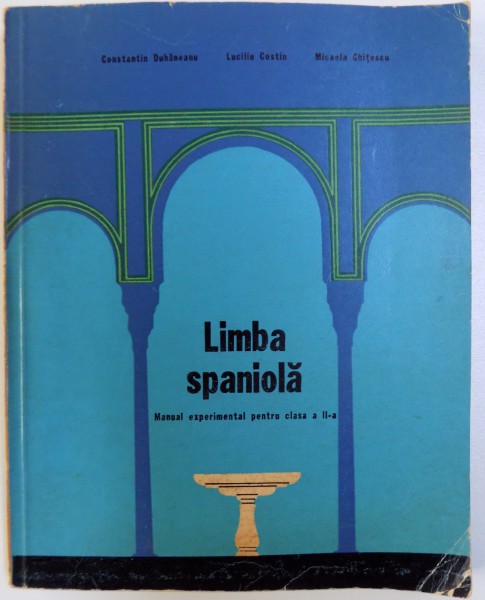 Constantin Duhăneanu Lucilia Costin Micaela Ghițescu
Limba
spaniolă
Manual experimental pentru clasa a II-a